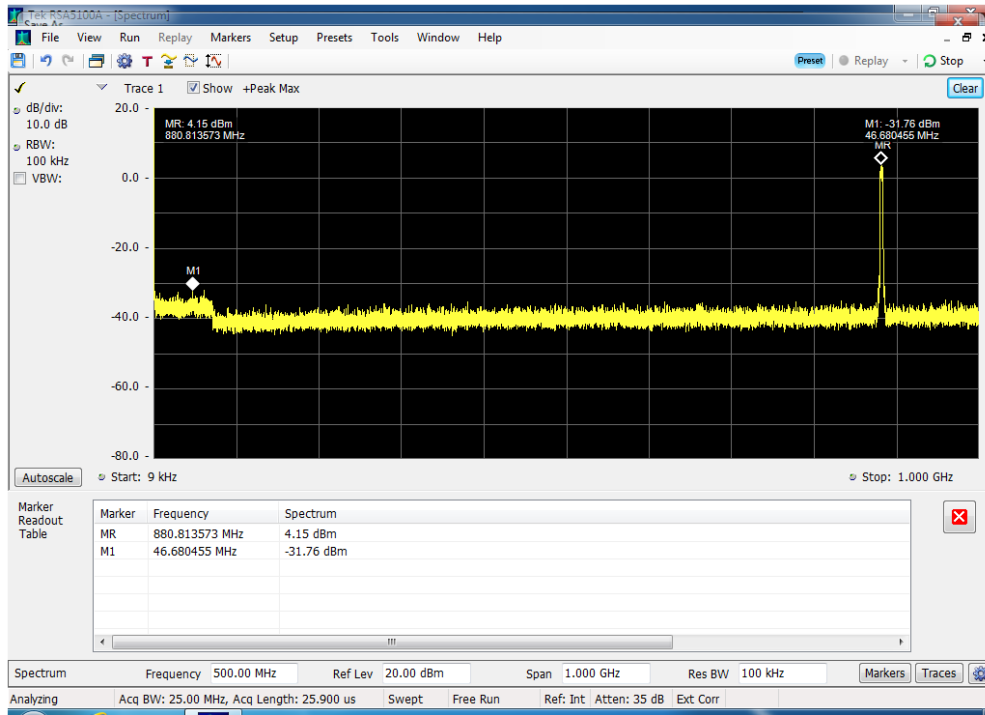 Tek RSA5100A - [Spectrum]
Save As
File View Run Replay Markers Setup Presets Tools Window Help
Preset Replay Stop
Trace 1 Show +Peak Max Clear
dB/div:
10.0 dB
RBW:
100 kHz
VBW:
20.0 -
0.0 -
-20.0 -
-40.0 -
-60.0 -
-80.0 -
MR: 4.15 dBm
880.813573 MHz
M1: -31.76 dBm
46.680455 MHz
MR
M1
Autoscale Start: 9 kHz Stop: 1.000 GHz
Marker
Readout
Table
Marker Frequency Spectrum
MR 880.813573 MHz 4.15 dBm
M1 46.680455 MHz -31.76 dBm
Spectrum Frequency 500.00 MHz Ref Lev 20.00 dBm Span 1.000 GHz Res BW 100 kHz Markers Traces
Analyzing Acq BW: 25.00 MHz, Acq Length: 25.900 us Swept Free Run Ref: Int Atten: 35 dB Ext Corr